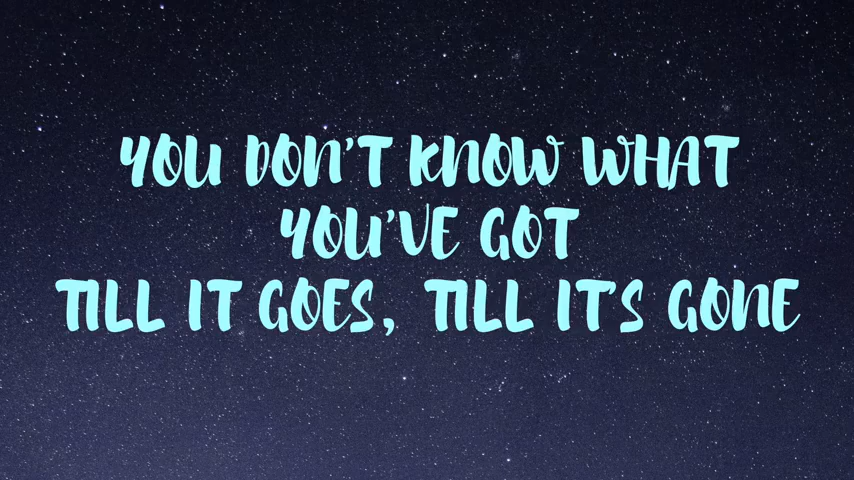 YOU DON'T KNOW WHAT
YOU'VE GOT
TILL IT GOES, TILL IT'S GONE